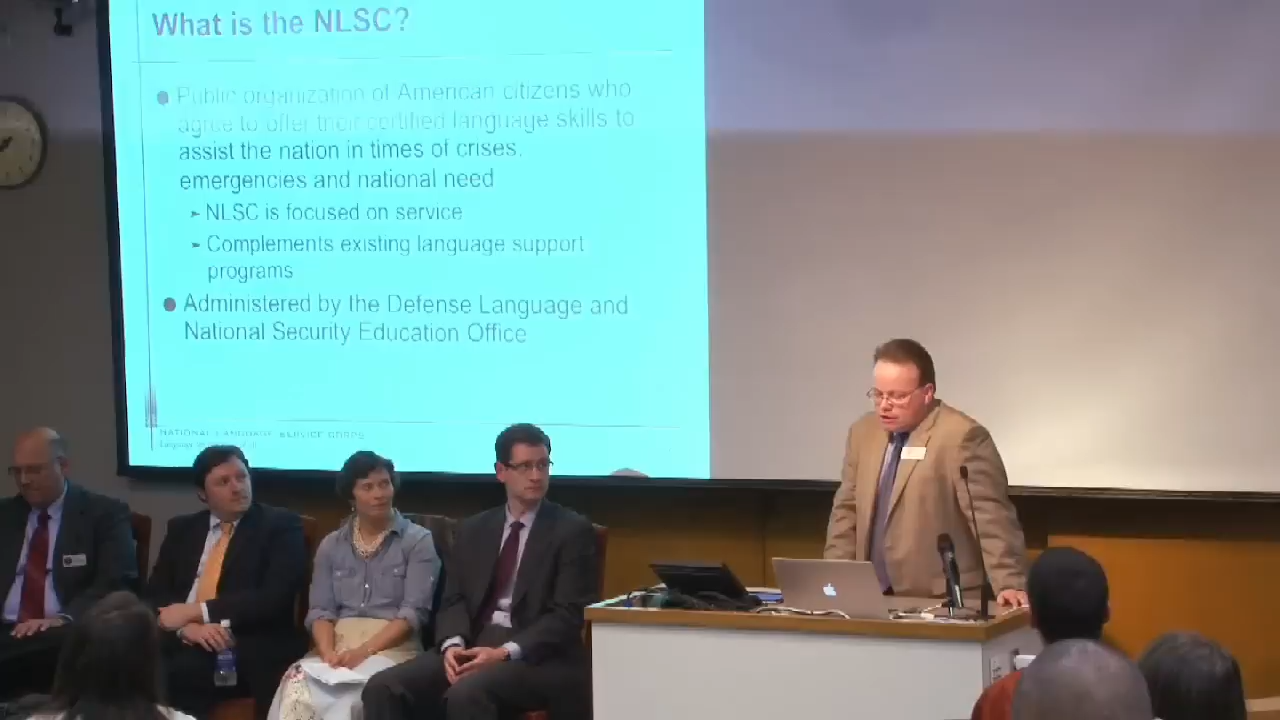 What is the NLSC?
Public organization of American citizens who
agree to offer their certified language skills to
assist the nation in times of crises,
emergencies and national need
NLSC is focused on service
Complements existing language support
programs
Administered by the Defense Language and
National Security Education Office
NATIONAL LANGUAGE SERVICE CORPS